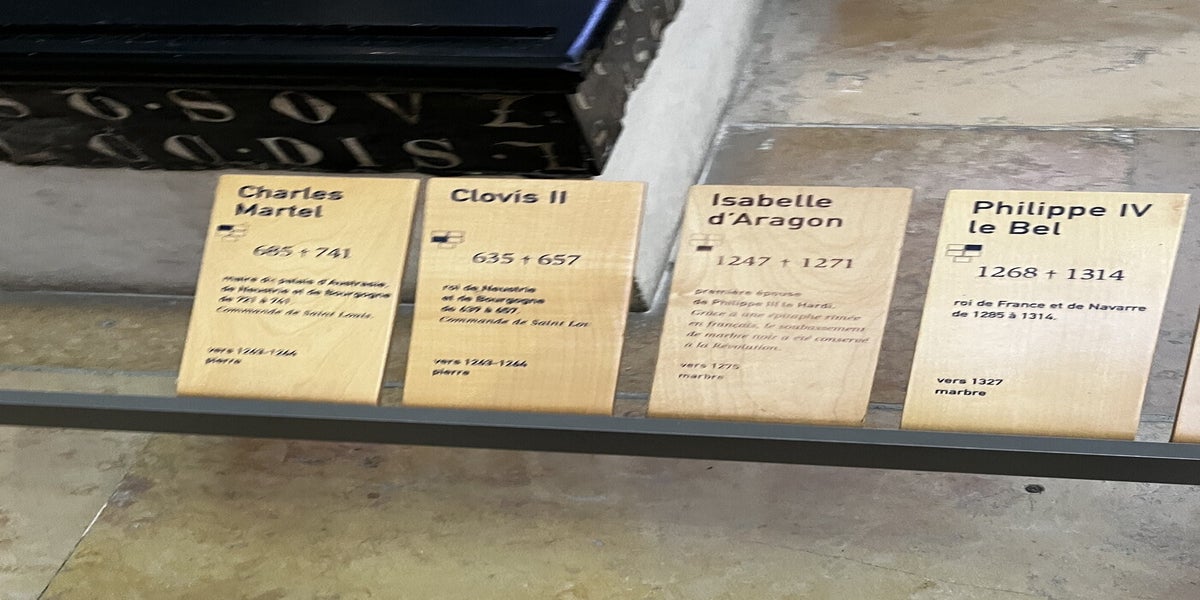 S·SOVZ·
CO·DIS·
Charles
Martel
685 † 741
maire du palais d'Austrasie,
de Neustrie et de Bourgogne
de 721 à 741.
Commande de Saint Louis.
vers 1263-1264
pierre
Clovis II
635 † 657
roi de Neustrie
et de Bourgogne
de 639 à 657.
Commande de Saint Lou
vers 1263-1264
pierre
Isabelle
d'Aragon
1247 † 1271
première épouse
de Philippe III le Hardi.
Grâce à une épitaphe rimée
en français, le soubassement
de marbre noir a été conservé
à la Révolution.
vers 1275
marbre
Philippe IV
le Bel
1268 † 1314
roi de France et de Navarre
de 1285 à 1314.
vers 1327
marbre